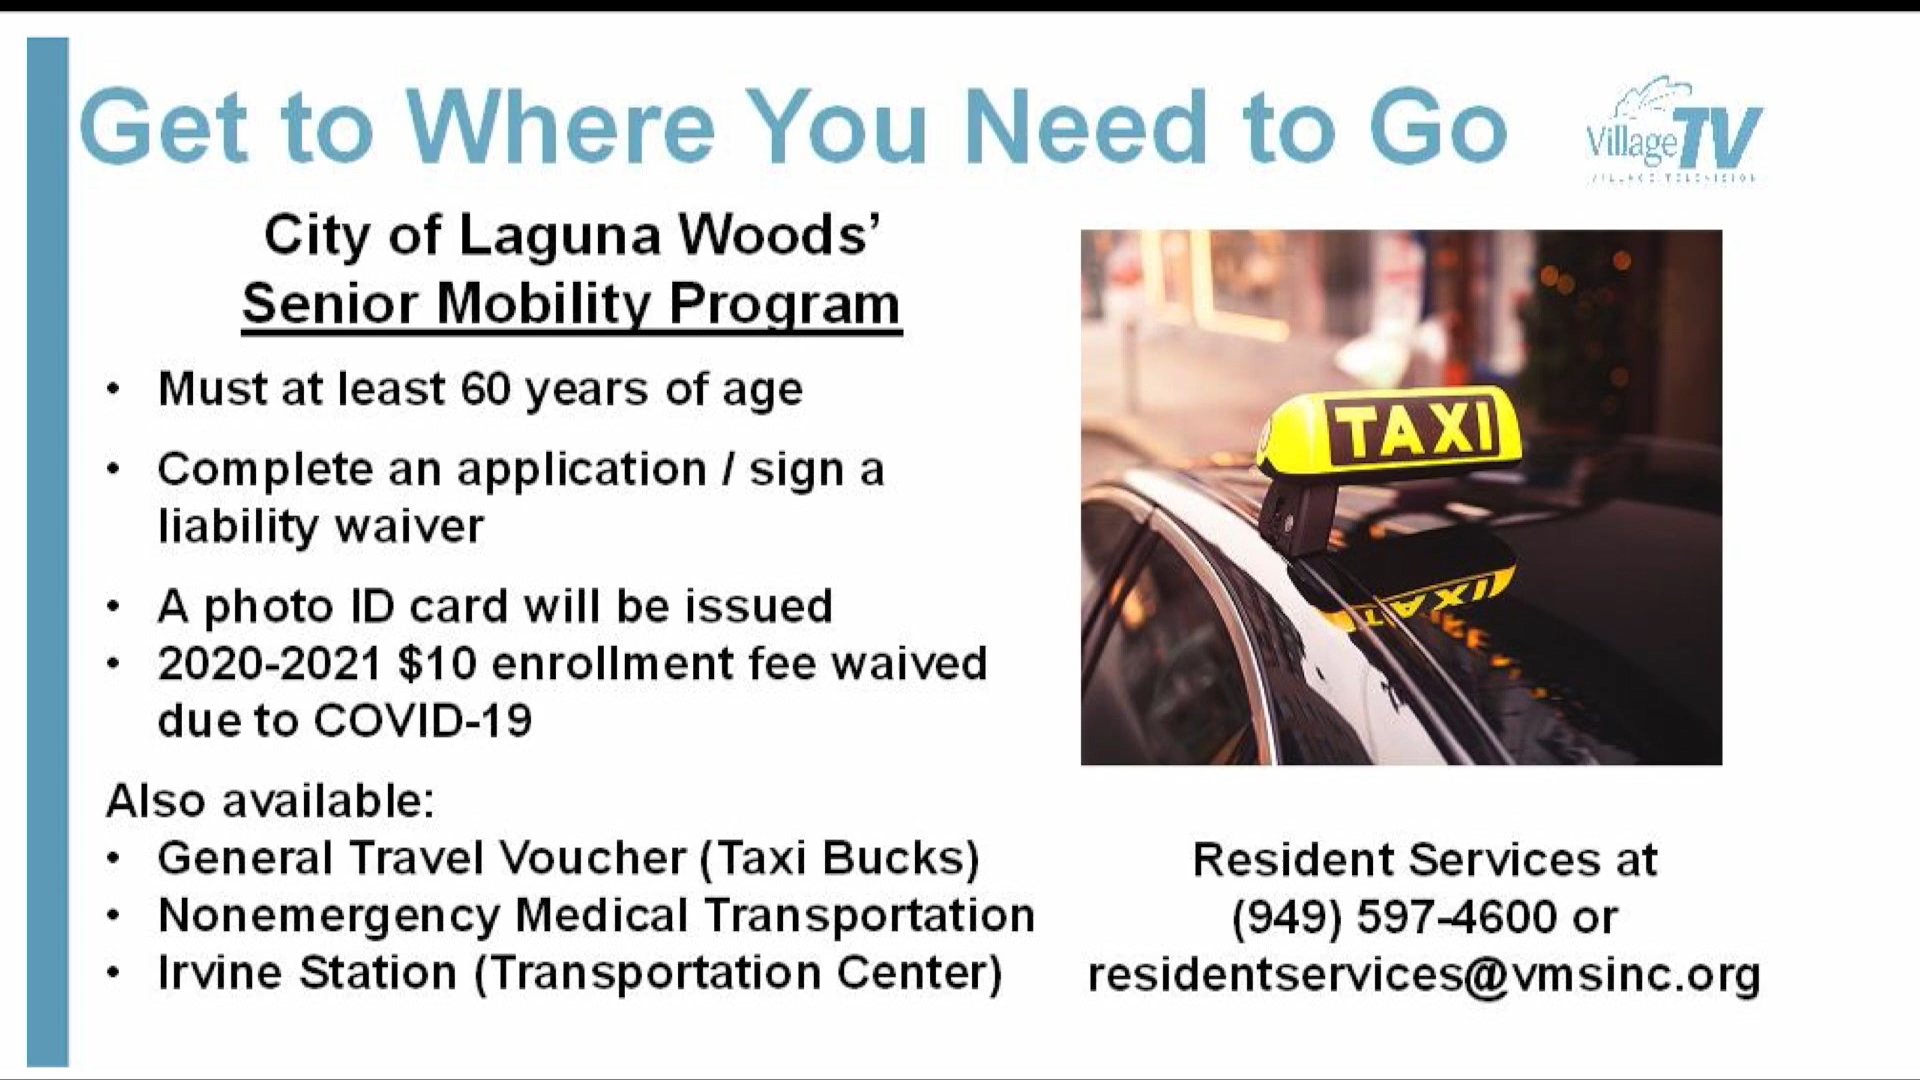 Get to Where You Need to Go
Village TV
VILLAGE TELEVISION
City of Laguna Woods’
Senior Mobility Program
• Must at least 60 years of age
• Complete an application / sign a
liability waiver
• A photo ID card will be issued
• 2020-2021 $10 enrollment fee waived
due to COVID-19
Also available:
• General Travel Voucher (Taxi Bucks)
• Nonemergency Medical Transportation
• Irvine Station (Transportation Center)
TAXI
TAXI
Resident Services at
(949) 597-4600 or
residentservices@vmsinc.org